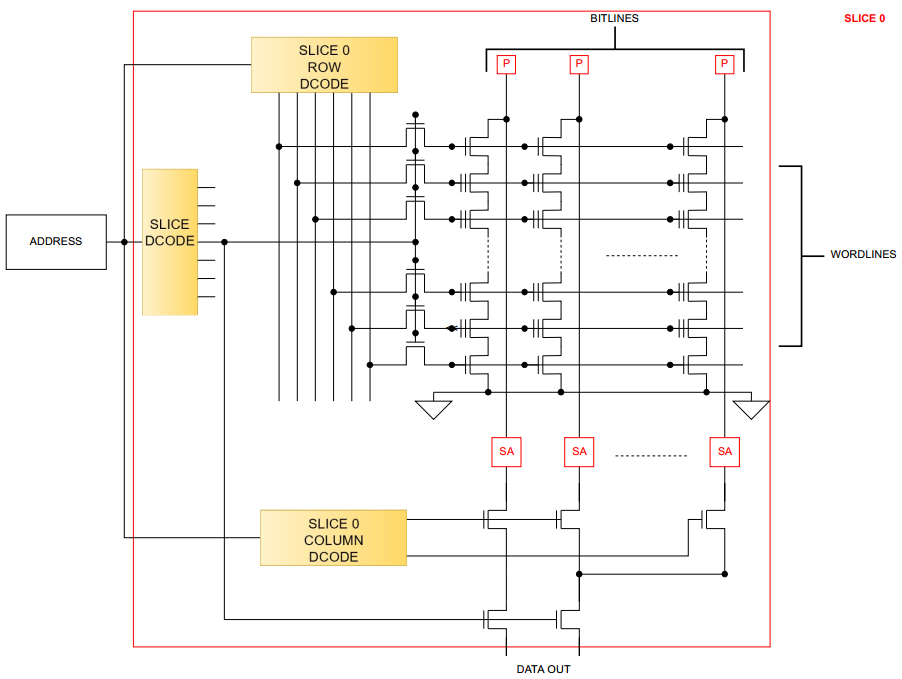 BITLINES
SLICE 0
P
P
P
SLICE 0
ROW
DCODE
SLICE
DCODE
ADDRESS
WORDLINES
SA
SA
SA
SLICE 0
COLUMN
DCODE
DATA OUT